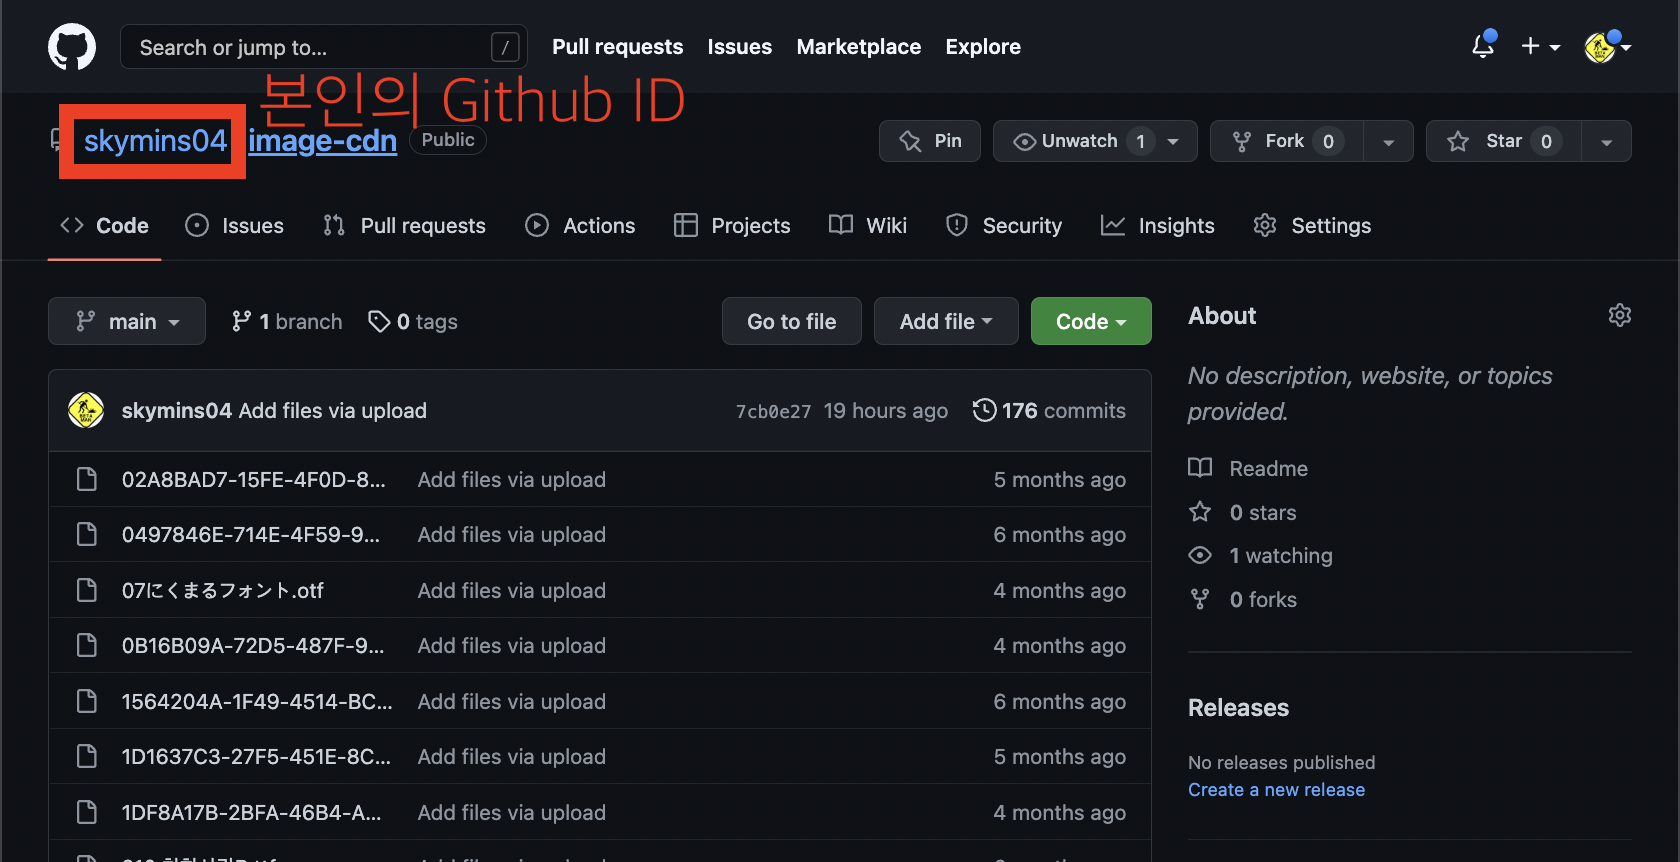 Search or jump to... /
Pull requests Issues Marketplace Explore
본인의 Github ID
skymins04 image-cdn Public
Pin Unwatch 1 Fork 0 Star 0
Code Issues Pull requests Actions Projects Wiki Security Insights Settings
main 1 branch 0 tags Go to file Add file Code
skymins04 Add files via upload 7cb0e27 19 hours ago 176 commits
02A8BAD7-15FE-4F0D-8... Add files via upload 5 months ago
0497846E-714E-4F59-9... Add files via upload 6 months ago
07にくまるフォント.otf Add files via upload 4 months ago
0B16B09A-72D5-487F-9... Add files via upload 4 months ago
1564204A-1F49-4514-BC... Add files via upload 6 months ago
1D1637C3-27F5-451E-8C... Add files via upload 5 months ago
1DF8A17B-2BFA-46B4-A... Add files via upload 4 months ago
Add files via upload
About
No description, website, or topics
provided.
Readme
0 stars
1 watching
0 forks
Releases
No releases published
Create a new release